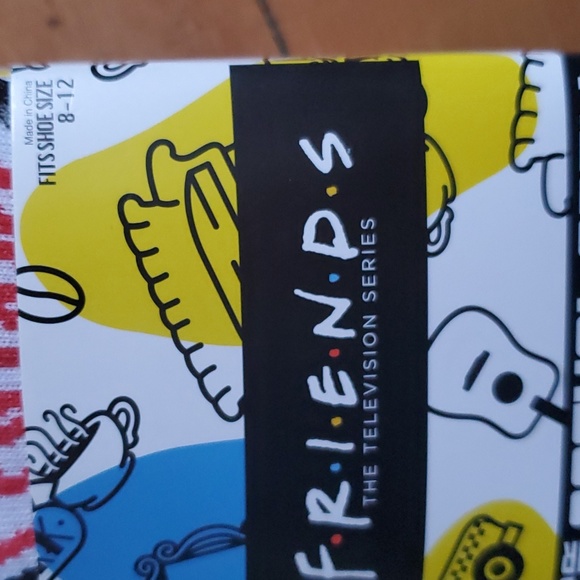 Made in China
FITS SHOE SIZE
8-12
F·R·I·E·N·D·S
THE TELEVISION SERIES